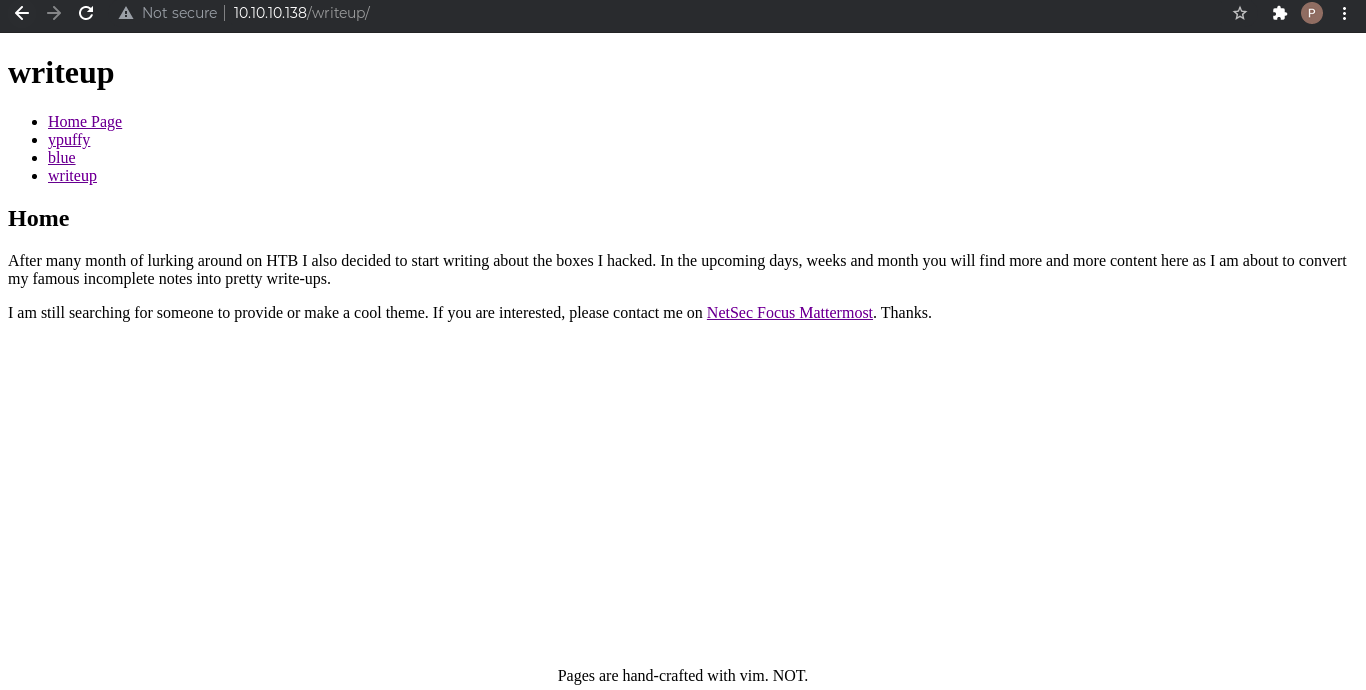 Not secure 10.10.10.138/writeup/
P
writeup
Home Page
ypuffy
blue
writeup
Home
After many month of lurking around on HTB I also decided to start writing about the boxes I hacked. In the upcoming days, weeks and month you will find more and more content here as I am about to convert
my famous incomplete notes into pretty write-ups.
I am still searching for someone to provide or make a cool theme. If you are interested, please contact me on NetSec Focus Mattermost. Thanks.
Pages are hand-crafted with vim. NOT.